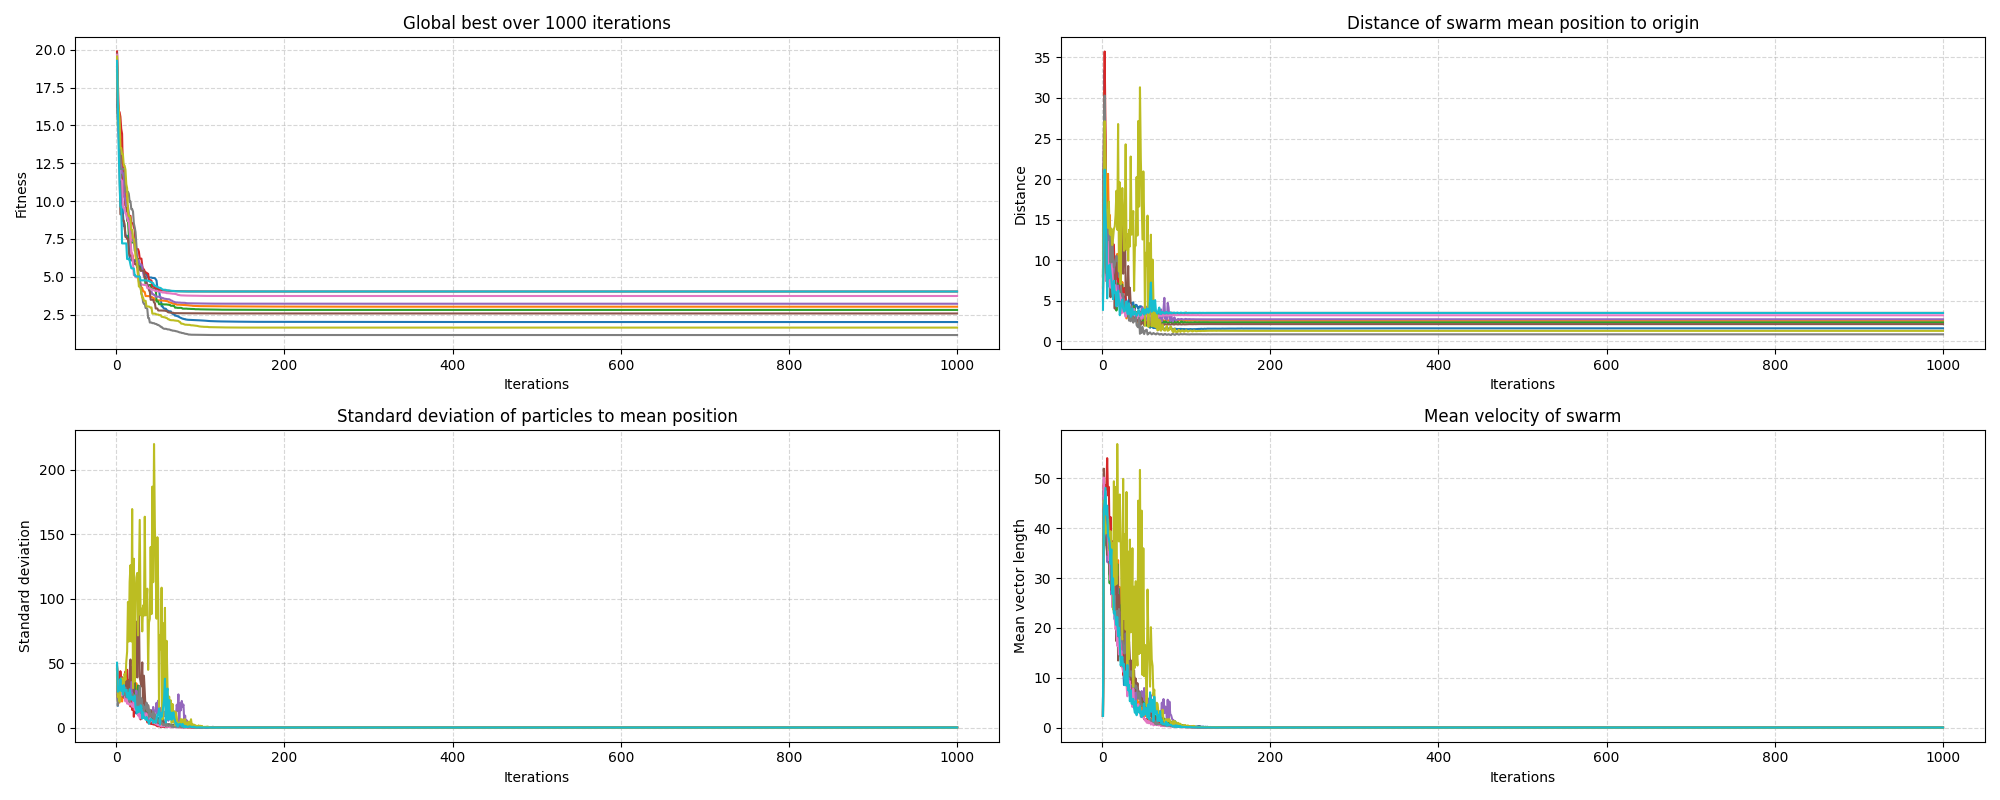 Global best over 1000 iterations
Fitness
20.0
17.5
15.0
12.5
10.0
7.5
5.0
2.5
0 200 400 600 800 1000
Iterations
Distance of swarm mean position to origin
Distance
35
30
25
20
15
10
5
0
0 200 400 600 800 1000
Iterations
Standard deviation of particles to mean position
Standard deviation
200
150
100
50
0
0 200 400 600 800 1000
Iterations
Mean velocity of swarm
Mean vector length
50
40
30
20
10
0
0 200 400 600 800 1000
Iterations